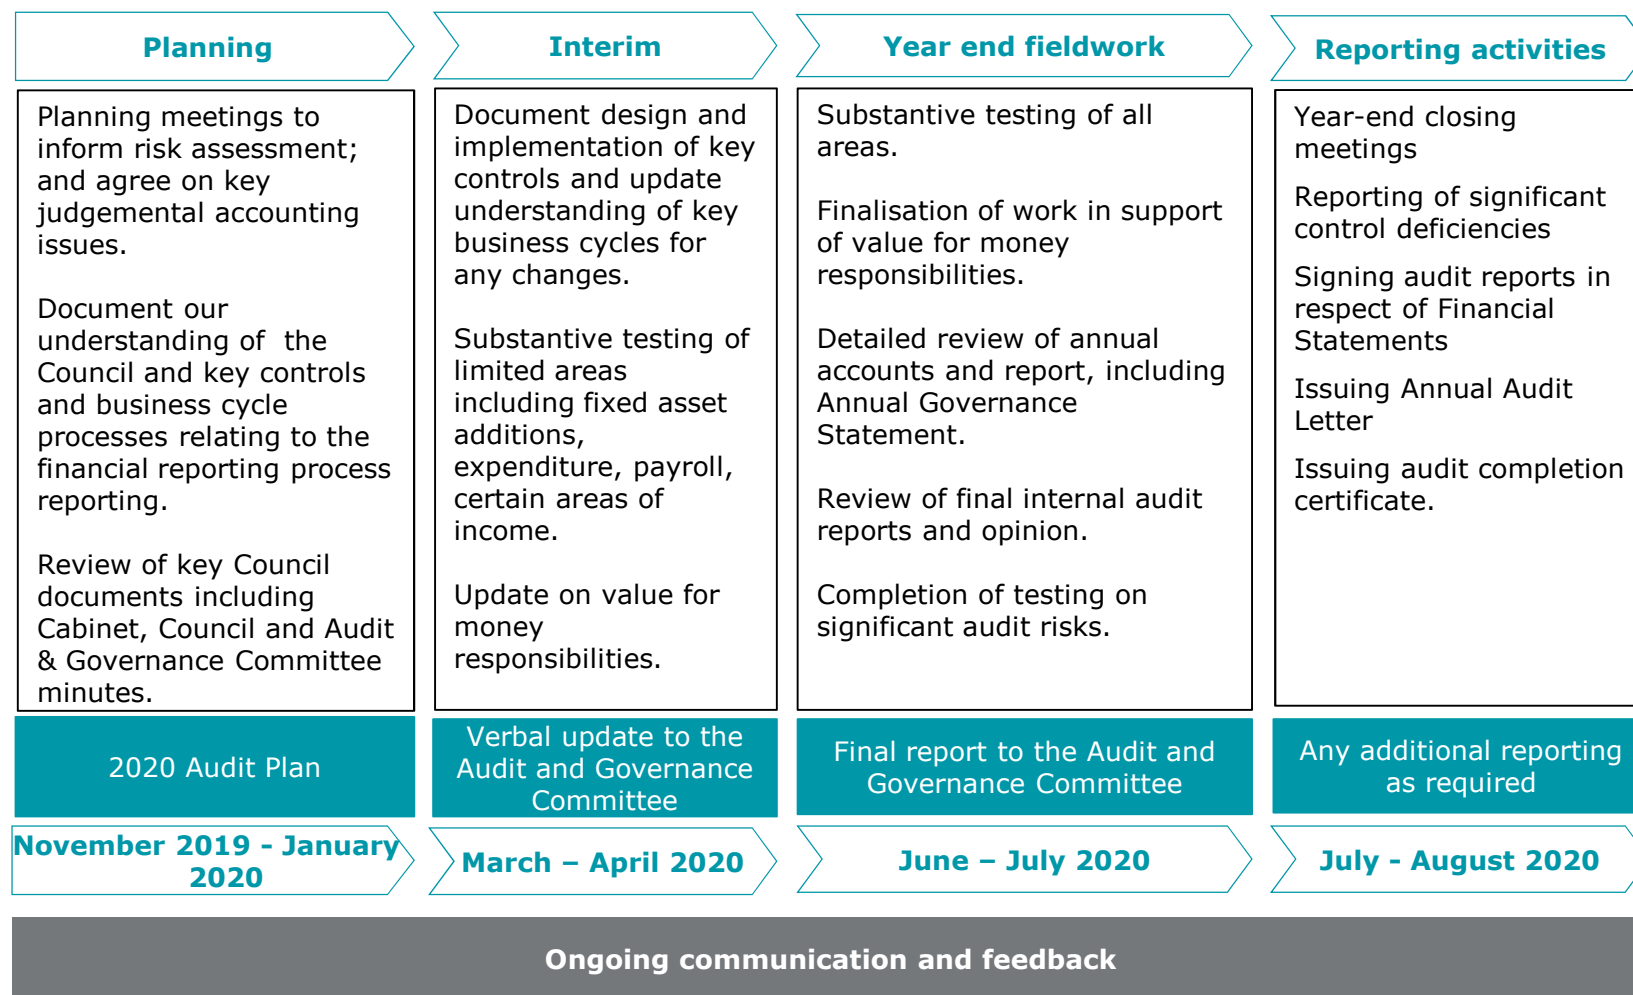 Planning
Planning meetings to
inform risk assessment;
and agree on key
judgemental accounting
issues.
Document our
understanding of  the
Council and key controls
and business cycle
processes relating to the
financial reporting process
reporting.
Review of key Council
documents including
Cabinet, Council and Audit
& Governance Committee
minutes.
2020 Audit Plan
November 2019 - January
2020
Interim
Document design and
implementation of key
controls and update
understanding of key
business cycles for
any changes.
Substantive testing of
limited areas
including fixed asset
additions,
expenditure, payroll,
certain areas of
income.
Update on value for
money
responsibilities.
Verbal update to the
Audit and Governance
Committee
March – April 2020
Year end fieldwork
Substantive testing of all
areas.
Finalisation of work in support
of value for money
responsibilities.
Detailed review of annual
accounts and report, including
Annual Governance
Statement.
Review of final internal audit
reports and opinion.
Completion of testing on
significant audit risks.
Final report to the Audit and
Governance Committee
June – July 2020
Reporting activities
Year-end closing
meetings
Reporting of significant
control deficiencies
Signing audit reports in
respect of Financial
Statements
Issuing Annual Audit
Letter
Issuing audit completion
certificate.
Any additional reporting
as required
July - August 2020
Ongoing communication and feedback